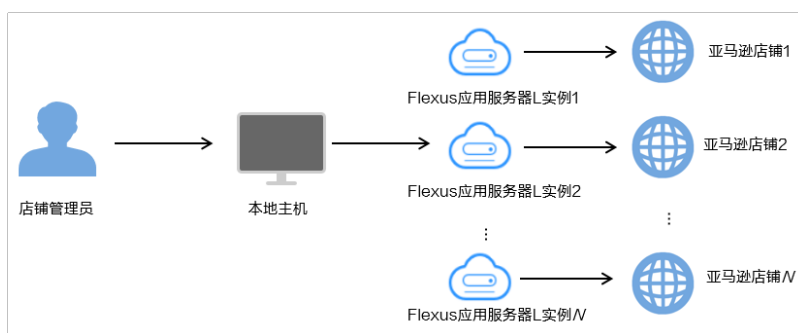 亚马逊店铺1
Flexus应用服务器L实例1
亚马逊店铺2
Flexus应用服务器L实例2
店铺管理员
本地主机
⋮
⋮
亚马逊店铺N
Flexus应用服务器L实例N